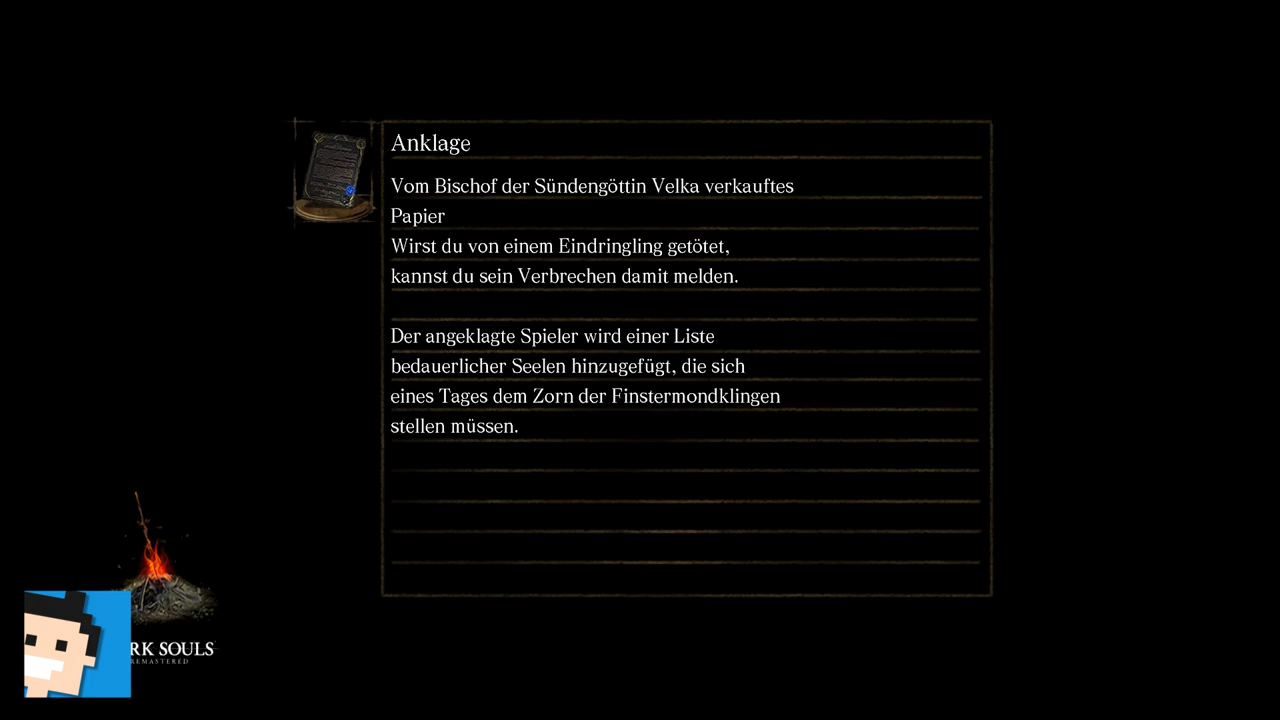 Anklage
Vom Bischof der Sündengöttin Velka verkauftes
Papier
Wirst du von einem Eindringling getötet,
kannst du sein Verbrechen damit melden.
Der angeklagte Spieler wird einer Liste
bedauerlicher Seelen hinzugefügt, die sich
eines Tages dem Zorn der Finstermondklingen
stellen müssen.
RK SOULS
REMASTERED